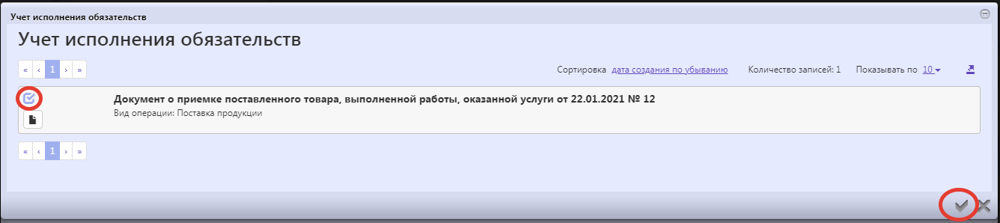 Учет исполнения обязательств
Учет исполнения обязательств
« ‹ 1 › » Сортировка дата создания по убыванию Количество записей: 1 Показывать по 10
Документ о приемке поставленного товара, выполненной работы, оказанной услуги от 22.01.2021 № 12
Вид операции: Поставка продукции
« ‹ 1 › »